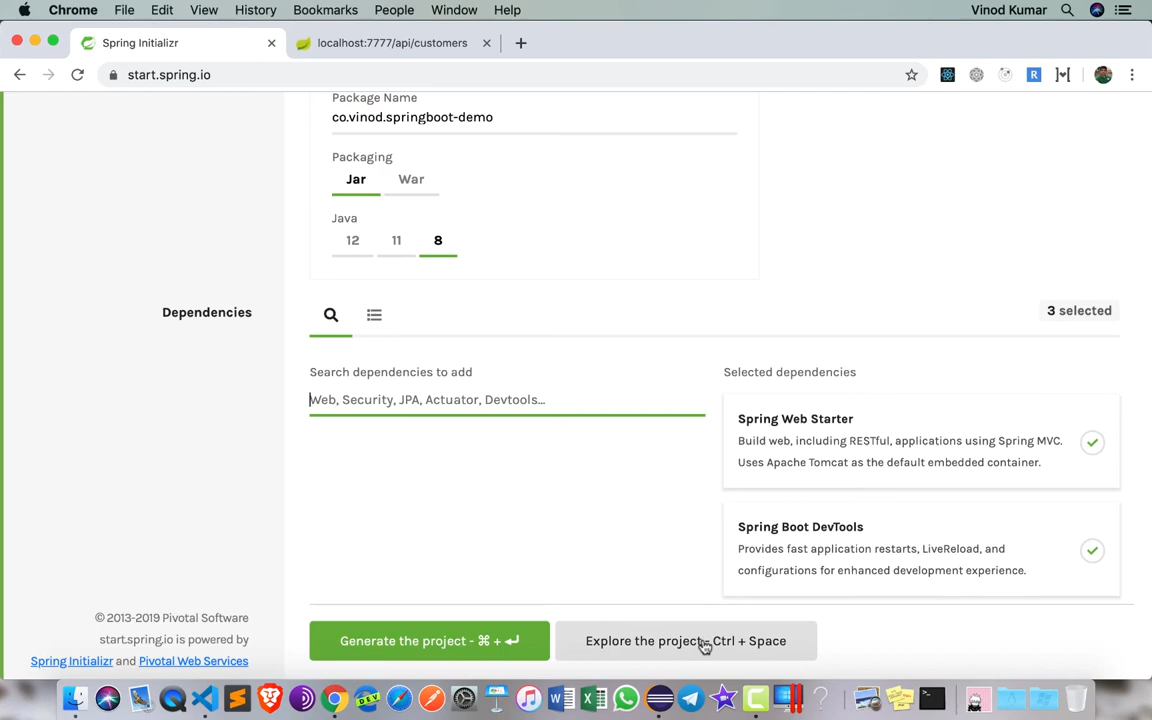 Chrome File Edit View History Bookmarks People Window Help Vinod Kumar
Spring Initializr localhost:7777/api/customers
start.spring.io
Package Name
co.vinod.springboot-demo
Packaging
Jar War
Java
12 11 8
Dependencies
3 selected
Search dependencies to add
Web, Security, JPA, Actuator, Devtools...
Selected dependencies
Spring Web Starter
Build web, including RESTful, applications using Spring MVC.
Uses Apache Tomcat as the default embedded container.
Spring Boot DevTools
Provides fast application restarts, LiveReload, and
configurations for enhanced development experience.
© 2013-2019 Pivotal Software
start.spring.io is powered by
Spring Initializr and Pivotal Web Services
Generate the project - ⌘ + ↵
Explore the project - Ctrl + Space